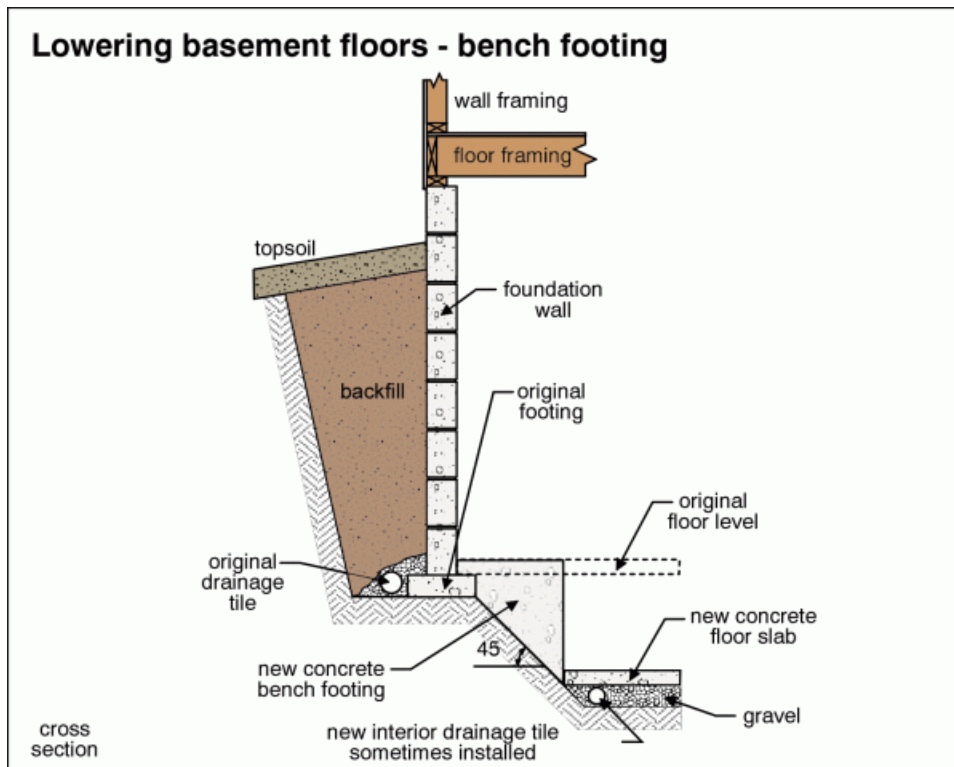 Lowering basement floors - bench footing
wall framing
floor framing
topsoil
foundation
wall
backfill
original
footing
original
floor level
original
drainage
tile
new concrete
floor slab
45
new concrete
bench footing
gravel
new interior drainage tile
sometimes installed
cross
section